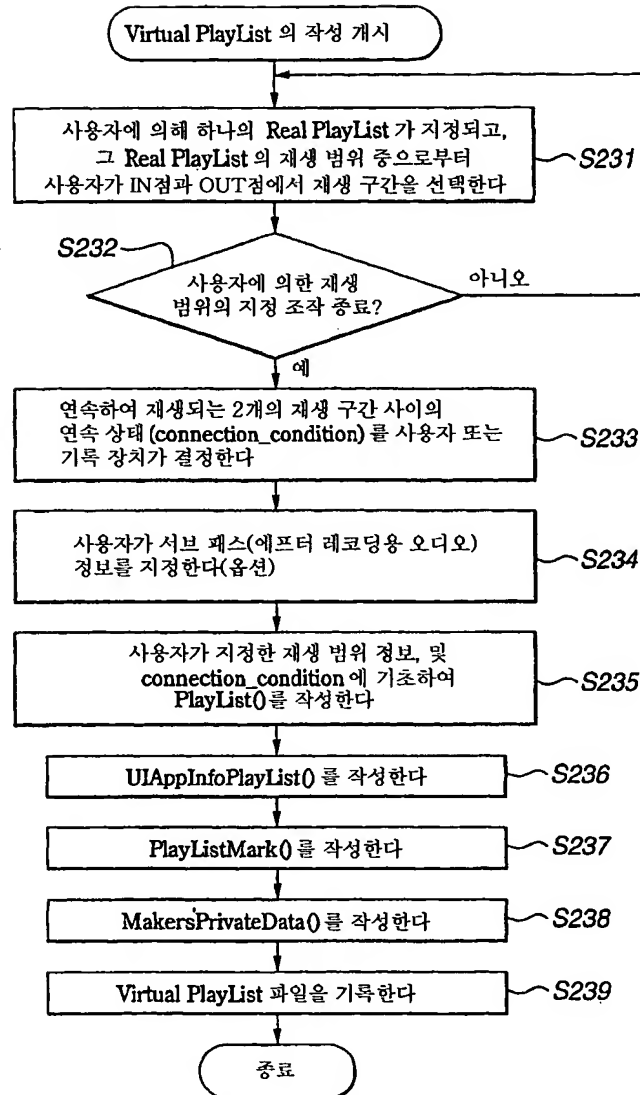 Virtual PlayList 의 작성 개시
사용자에 의해 하나의 Real PlayList 가 지정되고,
그 Real PlayList 의 재생 범위 중으로부터
사용자가 IN점과 OUT점에서 재생 구간을 선택한다
S231
S232
사용자에 의한 재생
범위의 지정 조작 종료?
아니오
예
연속하여 재생되는 2개의 재생 구간 사이의
연속 상태 (connection_condition) 를 사용자 또는
기록 장치가 결정한다
S233
사용자가 서브 패스(에프터 레코딩용 오디오)
정보를 지정한다(옵션)
S234
사용자가 지정한 재생 범위 정보, 및
connection_condition 에 기초하여
PlayList()를 작성한다
S235
UIAppInfoPlayList() 를 작성한다
S236
PlayListMark() 를 작성한다
S237
MakersPrivateData() 를 작성한다
S238
Virtual PlayList 파일을 기록한다
S239
종료